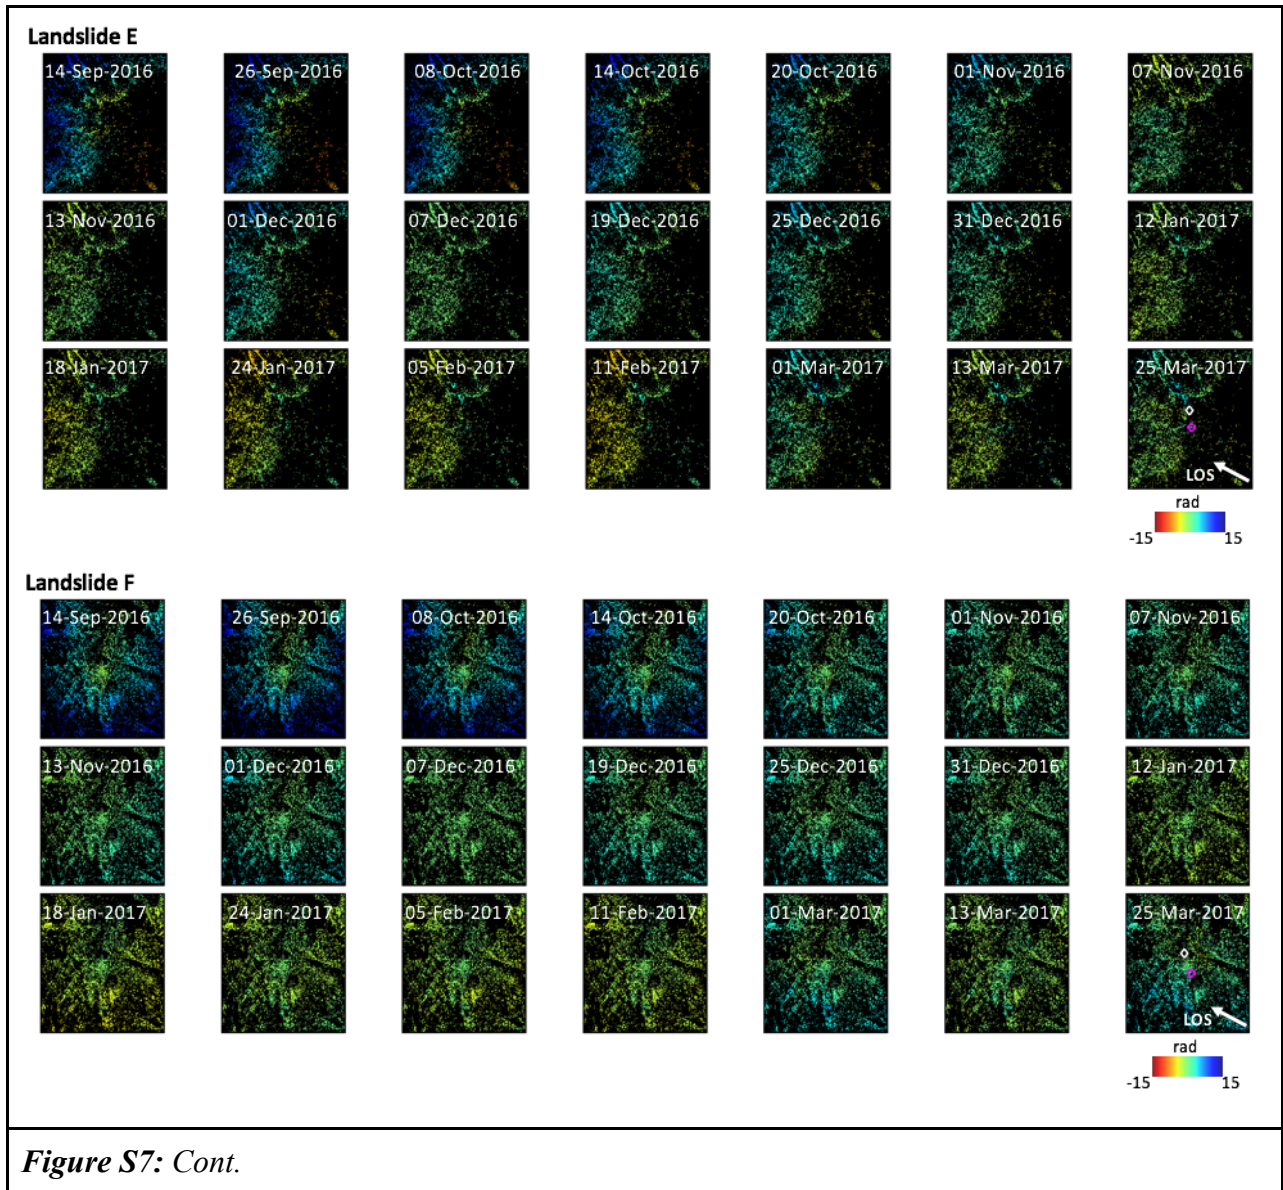 Landslide E
14-Sep-2016 26-Sep-2016 08-Oct-2016 14-Oct-2016 20-Oct-2016 01-Nov-2016 07-Nov-2016
13-Nov-2016 01-Dec-2016 07-Dec-2016 19-Dec-2016 25-Dec-2016 31-Dec-2016 12-Jan-2017
18-Jan-2017 24-Jan-2017 05-Feb-2017 11-Feb-2017 01-Mar-2017 13-Mar-2017 25-Mar-2017
LOS
rad
-15 15
Landslide F
14-Sep-2016 26-Sep-2016 08-Oct-2016 14-Oct-2016 20-Oct-2016 01-Nov-2016 07-Nov-2016
13-Nov-2016 01-Dec-2016 07-Dec-2016 19-Dec-2016 25-Dec-2016 31-Dec-2016 12-Jan-2017
18-Jan-2017 24-Jan-2017 05-Feb-2017 11-Feb-2017 01-Mar-2017 13-Mar-2017 25-Mar-2017
LOS
rad
-15 15
Figure S7: Cont.